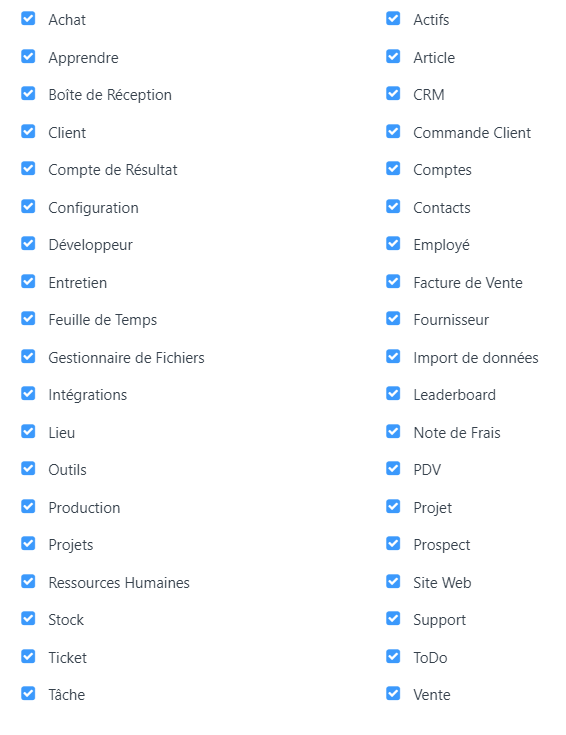 Achat
Actifs
Apprendre
Article
Boîte de Réception
CRM
Client
Commande Client
Compte de Résultat
Comptes
Configuration
Contacts
Développeur
Employé
Entretien
Facture de Vente
Feuille de Temps
Fournisseur
Gestionnaire de Fichiers
Import de données
Intégrations
Leaderboard
Lieu
Note de Frais
Outils
PDV
Production
Projet
Projets
Prospect
Ressources Humaines
Site Web
Stock
Support
Ticket
ToDo
Tâche
Vente